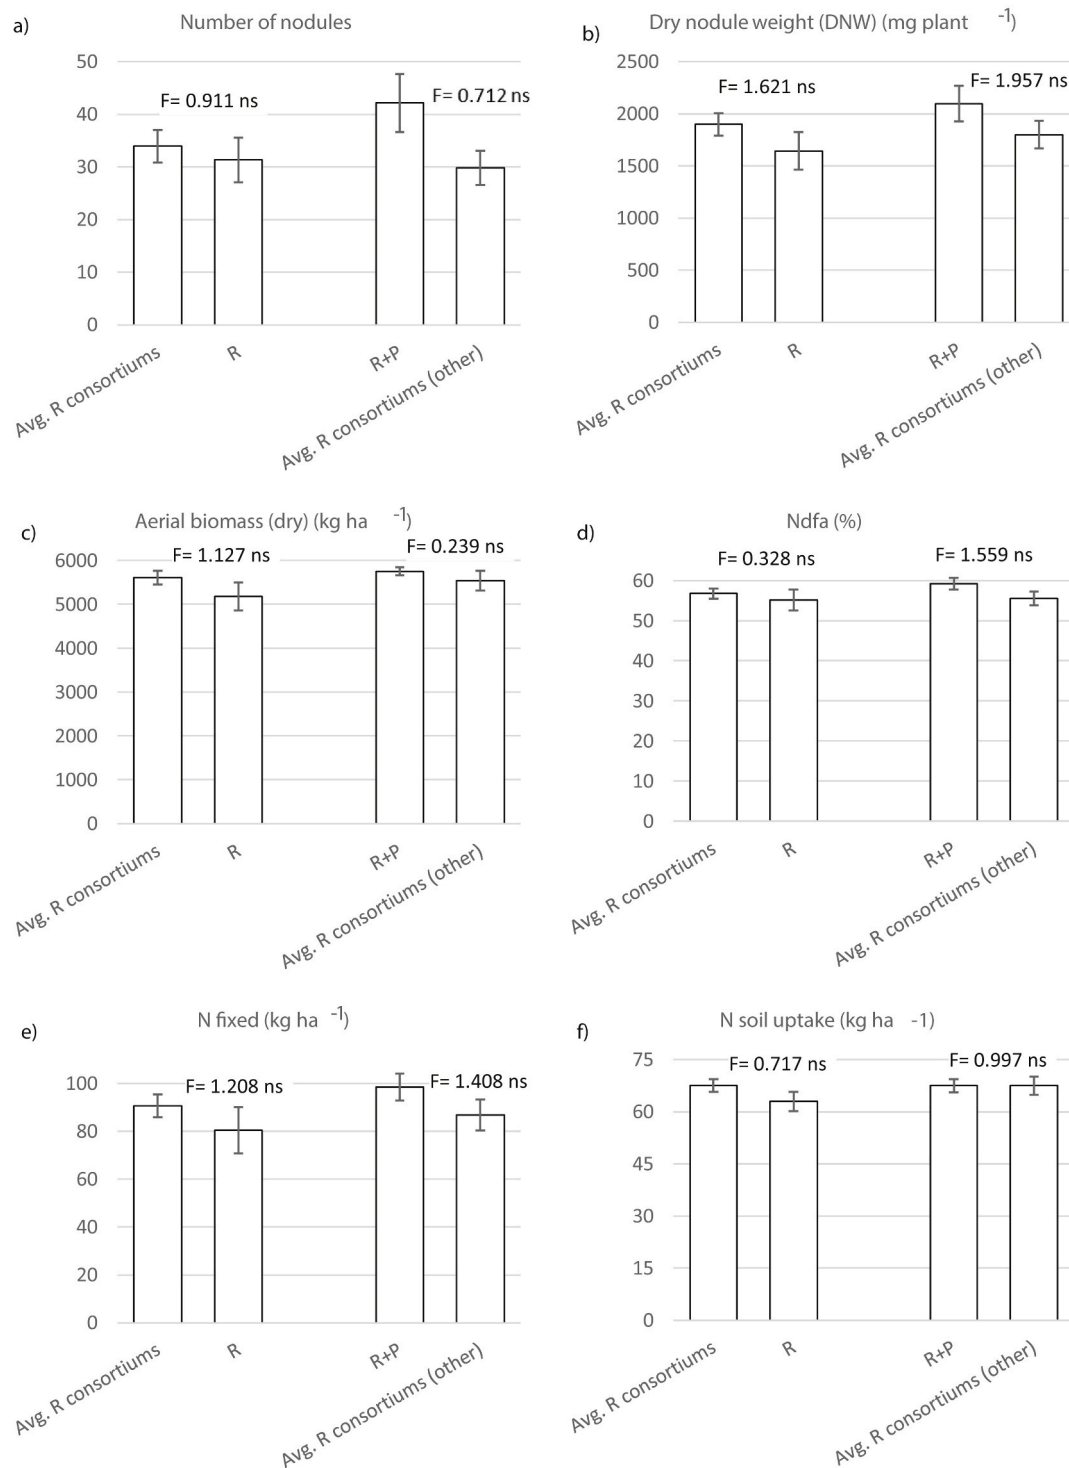 a)
Number of nodules
50
40
30
20
10
0
F= 0.911 ns
F= 0.712 ns
Avg. R consortiums
R
R+P
Avg. R consortiums (other)
b)
Dry nodule weight (DNW) (mg plant -1)
2500
2000
1500
1000
500
0
F= 1.621 ns
F= 1.957 ns
Avg. R consortiums
R
R+P
Avg. R consortiums (other)
c)
Aerial biomass (dry) (kg ha -1)
6000
5000
4000
3000
2000
1000
0
F= 1.127 ns
F= 0.239 ns
Avg. R consortiums
R
R+P
Avg. R consortiums (other)
d)
Ndfa (%)
60
50
40
30
20
10
0
F= 0.328 ns
F= 1.559 ns
Avg. R consortiums
R
R+P
Avg. R consortiums (other)
e)
N fixed (kg ha -1)
100
80
60
40
20
0
F= 1.208 ns
F= 1.408 ns
Avg. R consortiums
R
R+P
Avg. R consortiums (other)
f)
N soil uptake (kg ha -1)
75
60
45
30
15
0
F= 0.717 ns
F= 0.997 ns
Avg. R consortiums
R
R+P
Avg. R consortiums (other)